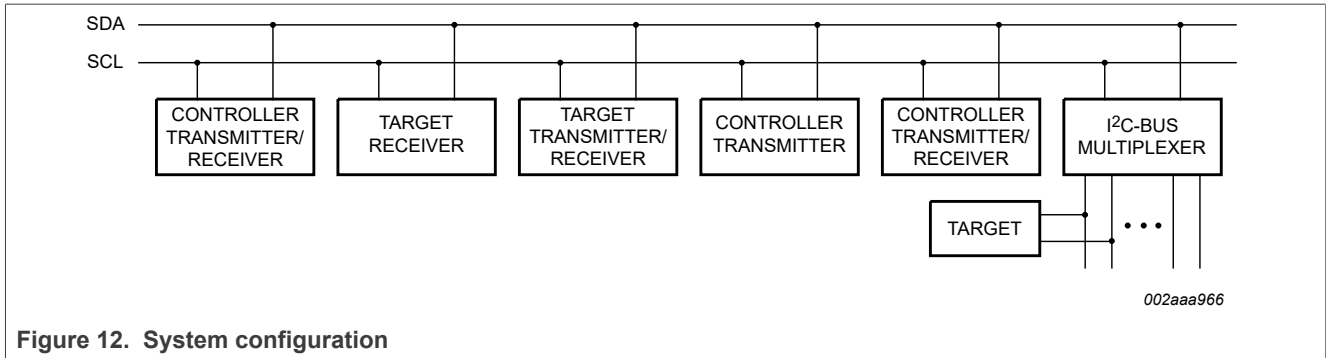 SDA
SCL
CONTROLLER
TRANSMITTER/
RECEIVER
TARGET
RECEIVER
TARGET
TRANSMITTER/
RECEIVER
CONTROLLER
TRANSMITTER
CONTROLLER
TRANSMITTER/
RECEIVER
I²C-BUS
MULTIPLEXER
TARGET
002aaa966
Figure 12. System configuration